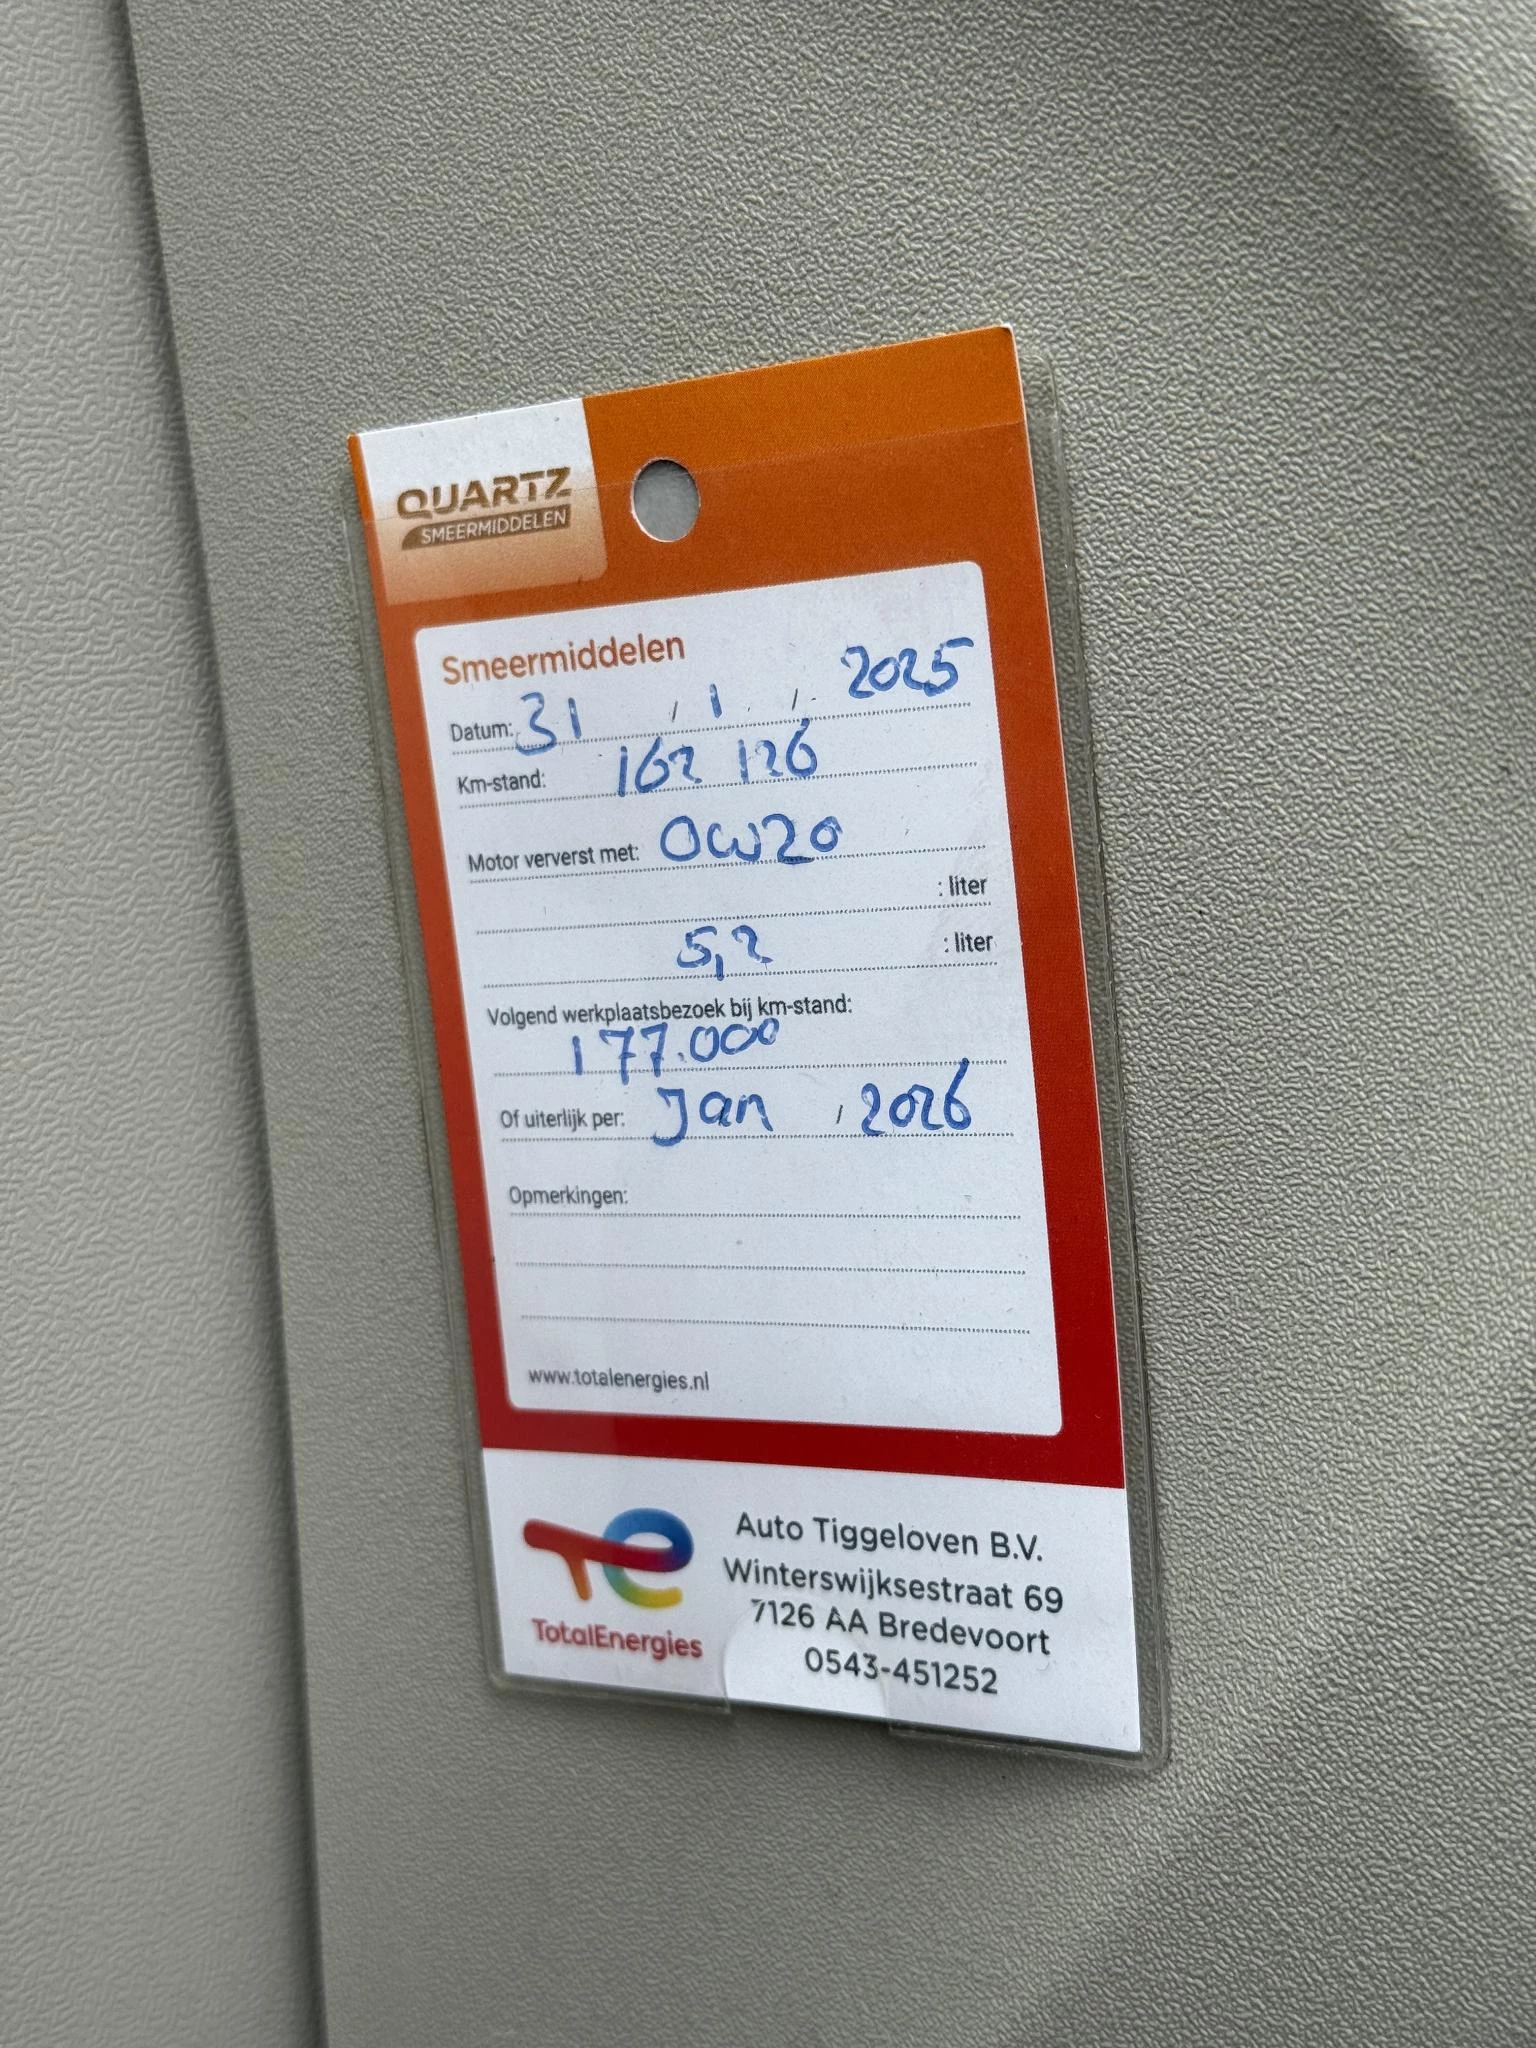 QUARTZ
SMEERMIDDELEN
Smeermiddelen
Datum: 31 / 1 / 2025
Km-stand: 162 126
Motor ververst met: 0W20
: liter
5,2 : liter
Volgend werkplaatsbezoek bij km-stand:
177.000
Of uiterlijk per: Jan / 2026
Opmerkingen:
www.totalenergies.nl
TotalEnergies
Auto Tiggeloven B.V.
Winterswijksestraat 69
7126 AA Bredevoort
0543-451252